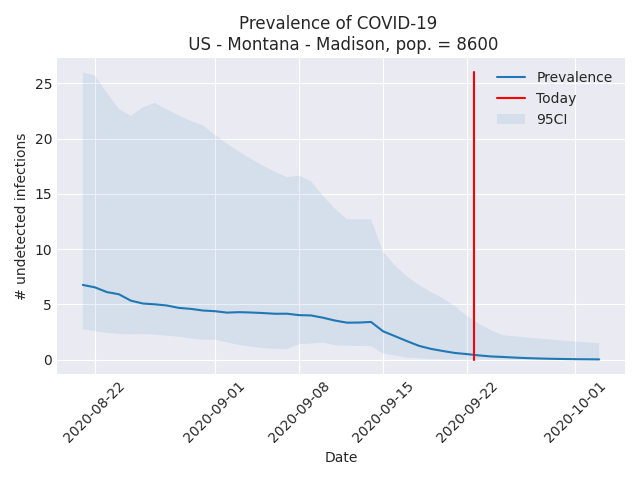 Prevalence of COVID-19
US - Montana - Madison, pop. = 8600
Prevalence
Today
95CI
# undetected infections
25
20
15
10
5
0
2020-08-22
2020-09-01
2020-09-08
2020-09-15
2020-09-22
2020-10-01
Date